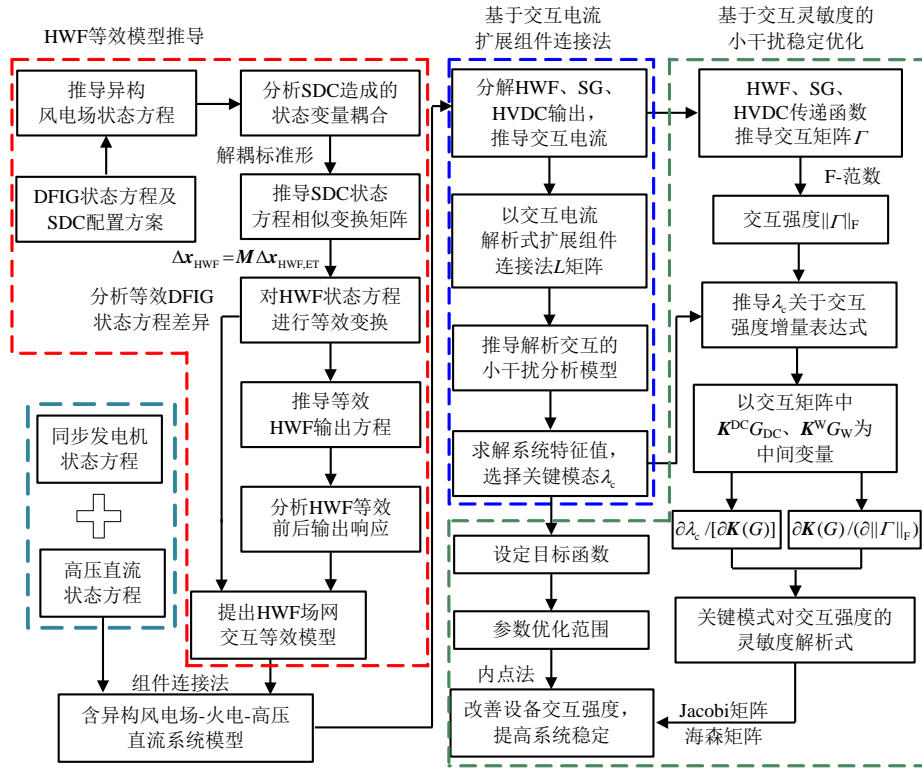 HWF等效模型推导
推导异构
风电场状态方程
分析SDC造成的
状态变量耦合
解耦标准形
DFIG状态方程及
SDC配置方案
推导SDC状态
方程相似变换矩阵
Δx_HWF=MΔx_HWF,ET
分析等效DFIG
状态方程差异
对HWF状态方程
进行等效变换
推导等效
HWF输出方程
分析HWF等效
前后输出响应
提出HWF场网
交互等效模型
同步发电机
状态方程
高压直流
状态方程
组件连接法
含异构风电场-火电-高压
直流系统模型
基于交互电流
扩展组件连接法
分解HWF、SG、
HVDC输出，
推导交互电流
以交互电流
解析式扩展组件
连接法L矩阵
推导解析交互的
小干扰分析模型
求解系统特征值，
选择关键模态λ_c
基于交互灵敏度的
小干扰稳定优化
HWF、SG、
HVDC传递函数
推导交互矩阵Γ
F-范数
交互强度||Γ||_F
推导λ_c关于交互
强度增量表达式
以交互矩阵中
K^DC G_DC、K^W G_W为
中间变量
∂λ_c/[∂K(G)]
∂K(G)/(∂||Γ||_F)
关键模式对交互强度的
灵敏度解析式
设定目标函数
参数优化范围
内点法
改善设备交互强度，
提高系统稳定
Jacobi矩阵
海森矩阵